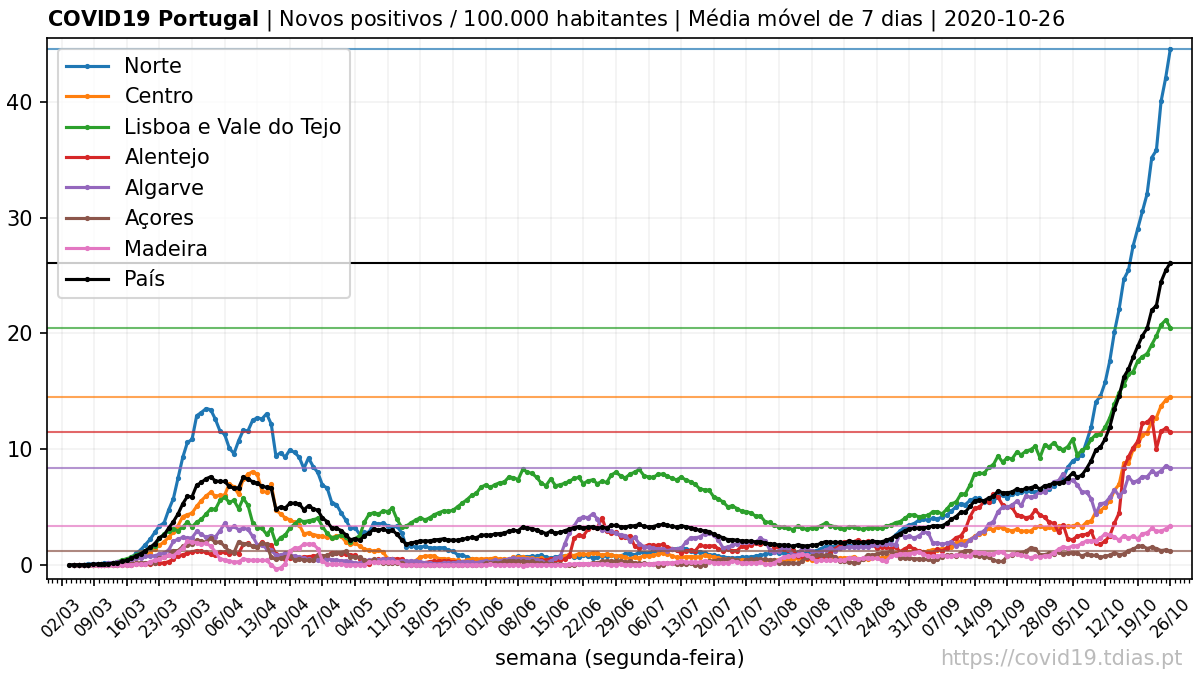 COVID19 Portugal | Novos positivos / 100.000 habitantes | Média móvel de 7 dias | 2020-10-26
Norte
Centro
Lisboa e Vale do Tejo
Alentejo
Algarve
Açores
Madeira
País
40
30
20
10
0
02/03 09/03 16/03 23/03 30/03 06/04 13/04 20/04 27/04 04/05 11/05 18/05 25/05 01/06 08/06 15/06 22/06 29/06 06/07 13/07 20/07 27/07 03/08 10/08 17/08 24/08 31/08 07/09 14/09 21/09 28/09 05/10 12/10 19/10 26/10
semana (segunda-feira)
https://covid19.tdias.pt